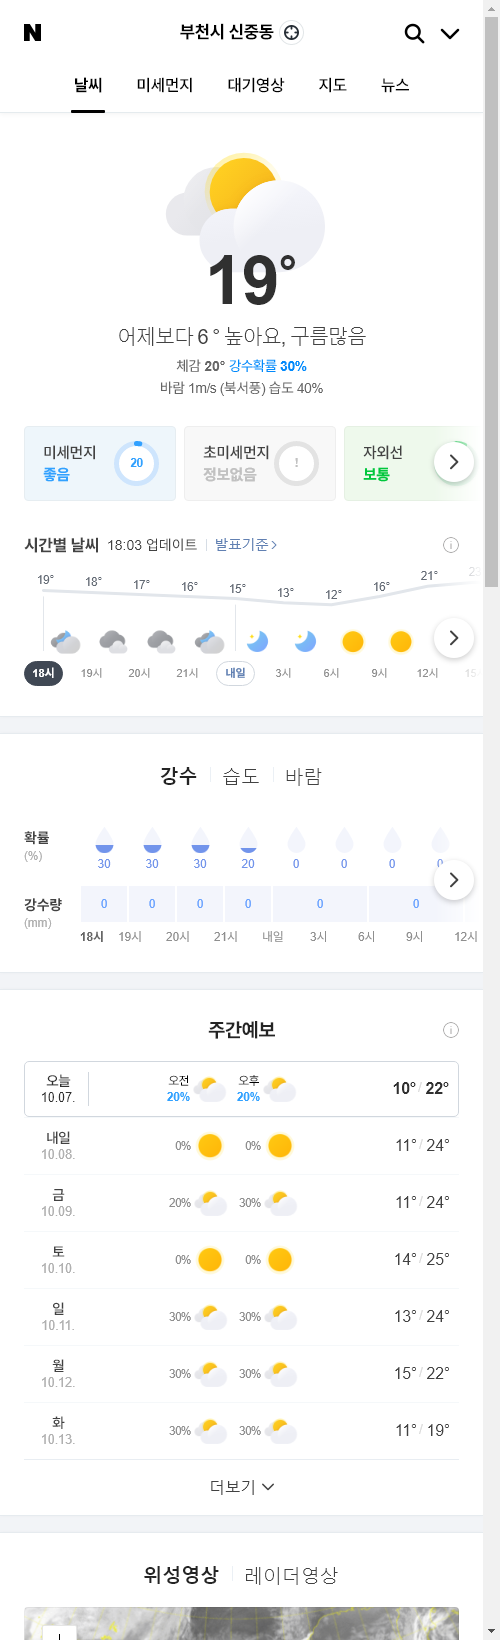 N
부천시 신중동
날씨 미세먼지 대기영상 지도 뉴스
19°
어제보다 6 ° 높아요, 구름많음
체감 20° 강수확률 30%
바람 1m/s (북서풍) 습도 40%
미세먼지 좋음 20
초미세먼지 정보없음 !
자외선 보통
시간별 날씨 18:03 업데이트 발표기준
19° 18° 17° 16° 15° 13° 12° 16° 21° 23
18시 19시 20시 21시 내일 3시 6시 9시 12시 15
강수 습도 바람
확률
(%)
30 30 30 20 0 0 0 0
강수량
(mm)
0 0 0 0 0 0
18시 19시 20시 21시 내일 3시 6시 9시 12시
주간예보
오늘 오전 오후
10.07. 20% 20% 10° / 22°
내일
10.08. 0% 0% 11° / 24°
금
10.09. 20% 30% 11° / 24°
토
10.10. 0% 0% 14° / 25°
일
10.11. 30% 30% 13° / 24°
월
10.12. 30% 30% 15° / 22°
화
10.13. 30% 30% 11° / 19°
더보기
위성영상 레이더영상